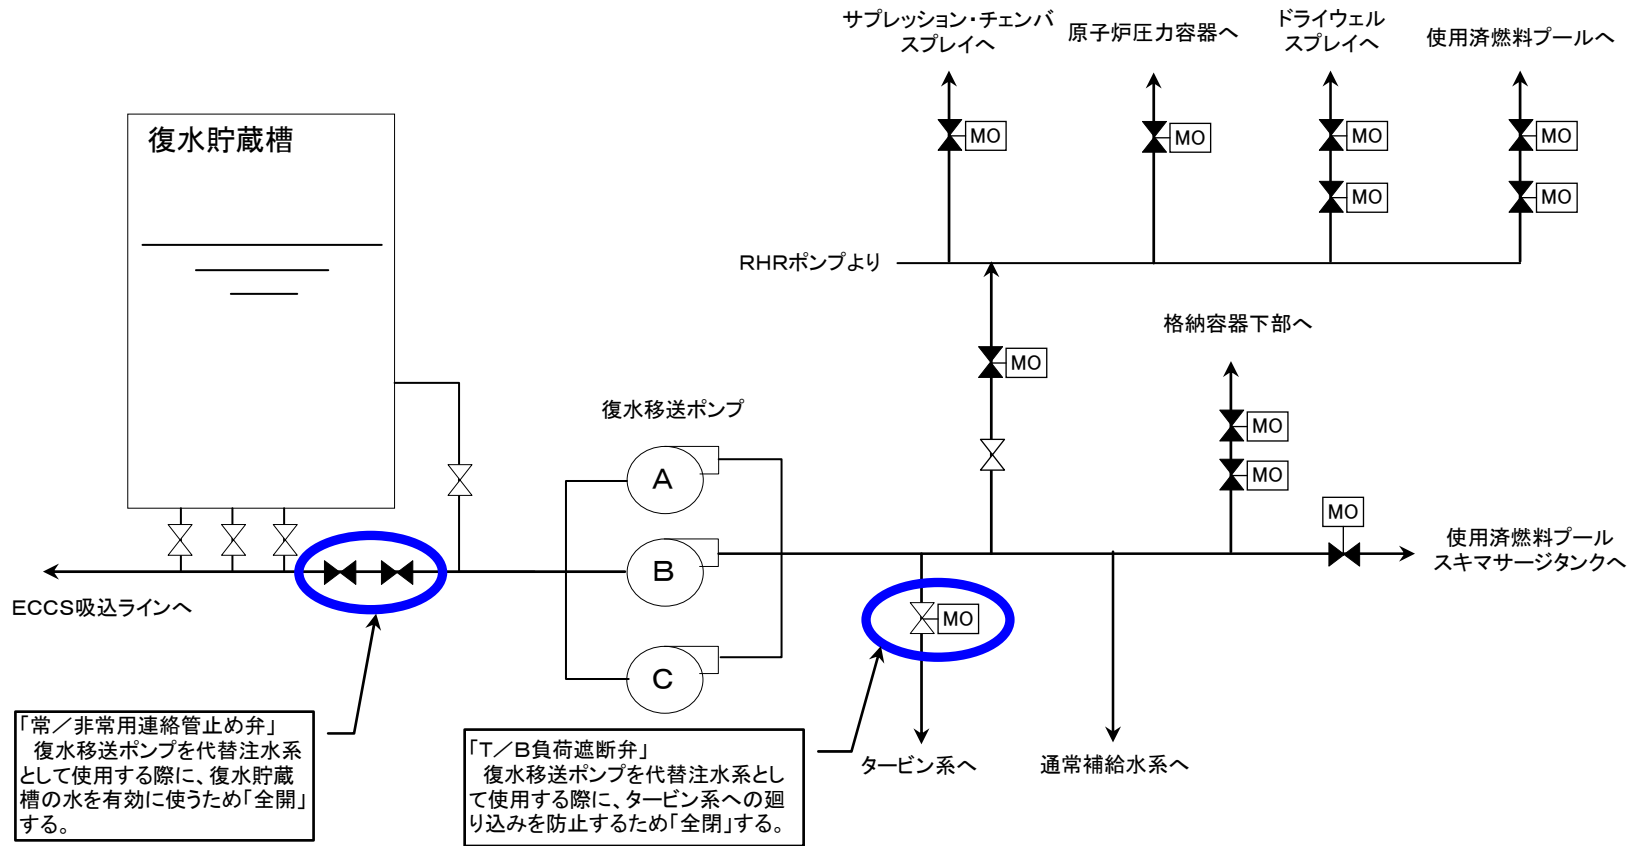 サプレッション・チェンバ
スプレイへ
原子炉圧力容器へ
ドライウェル
スプレイへ
使用済燃料プールへ
復水貯蔵槽
MO
MO
MO
MO
MO
MO
RHRポンプより
格納容器下部へ
MO
復水移送ポンプ
MO
MO
A
MO
使用済燃料プール
スキマサージタンクへ
B
ECCS吸込ラインへ
MO
C
「常／非常用連絡管止め弁」
復水移送ポンプを代替注水系
として使用する際に、復水貯蔵
槽の水を有効に使うため「全開」
する。
「T／B負荷遮断弁」
復水移送ポンプを代替注水系とし
て使用する際に、タービン系への廻
り込みを防止するため「全閉」する。
タービン系へ
通常補給水系へ